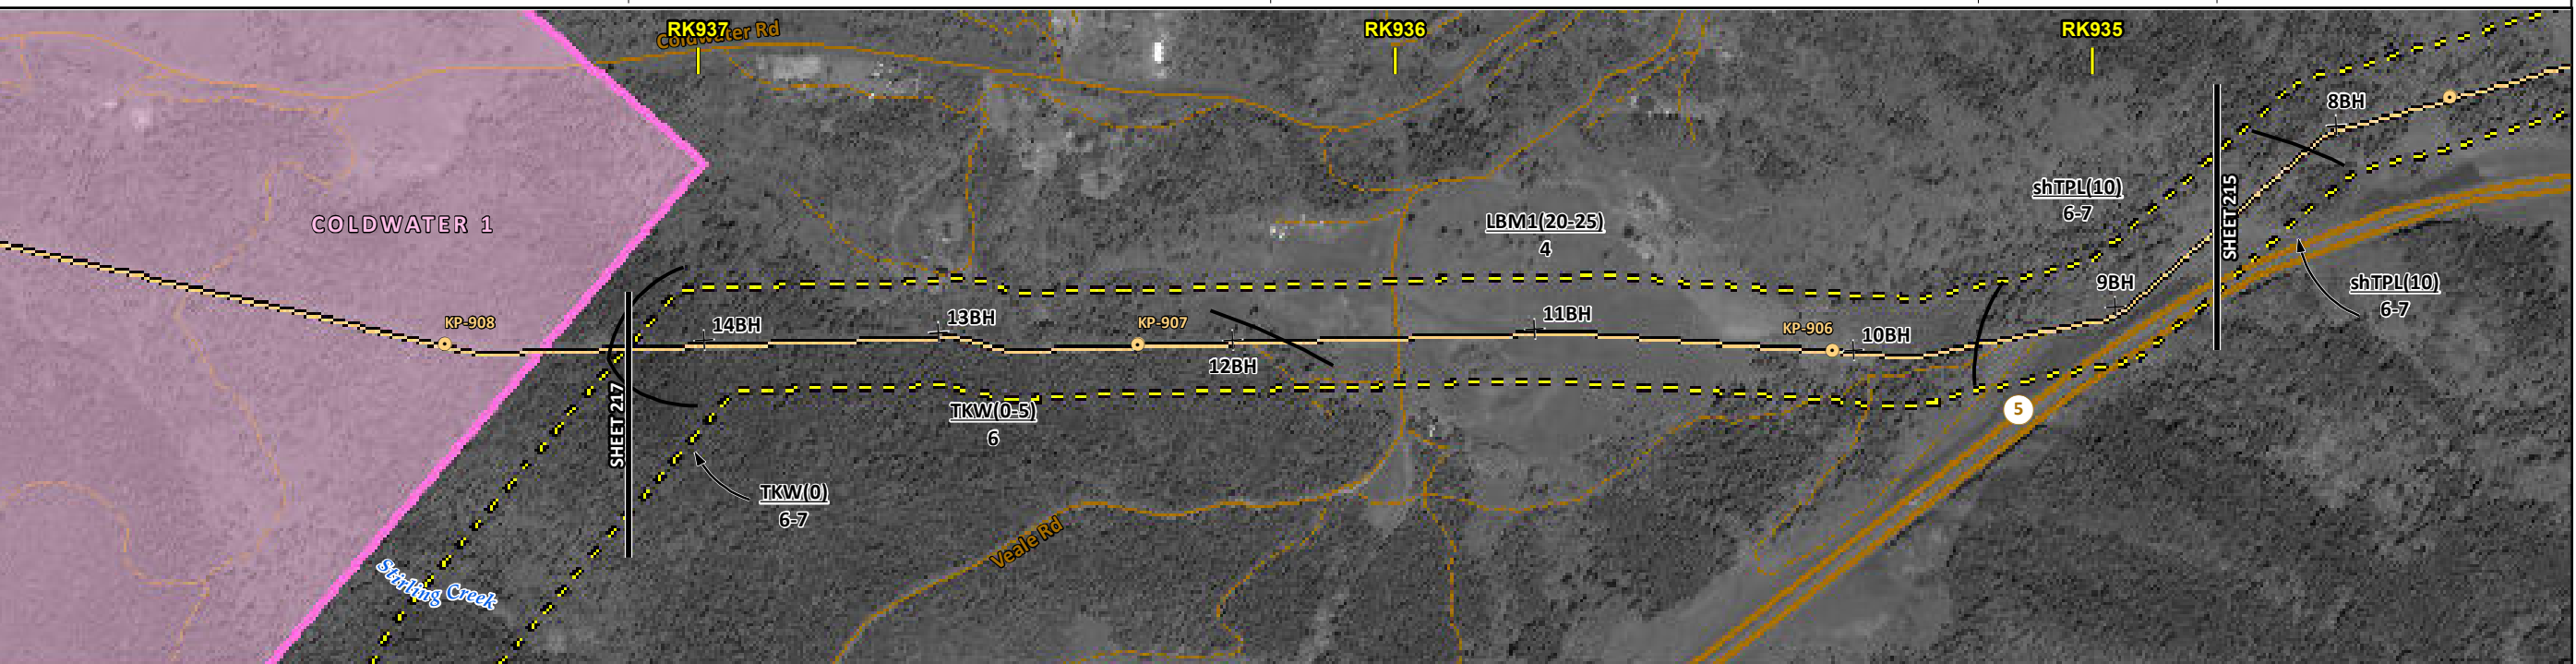 RK937
RK936
RK935
Coldwater Rd
8BH
COLDWATER 1
shTPL(10)
6-7
SHEET 215
LBM1(20-25)
4
9BH
shTPL(10)
6-7
KP-908
14BH
13BH
KP-907
12BH
11BH
KP-906
10BH
SHEET 217
TKW(0-5)
6
5
TKW(0)
6-7
Veale Rd
Stirling Creek